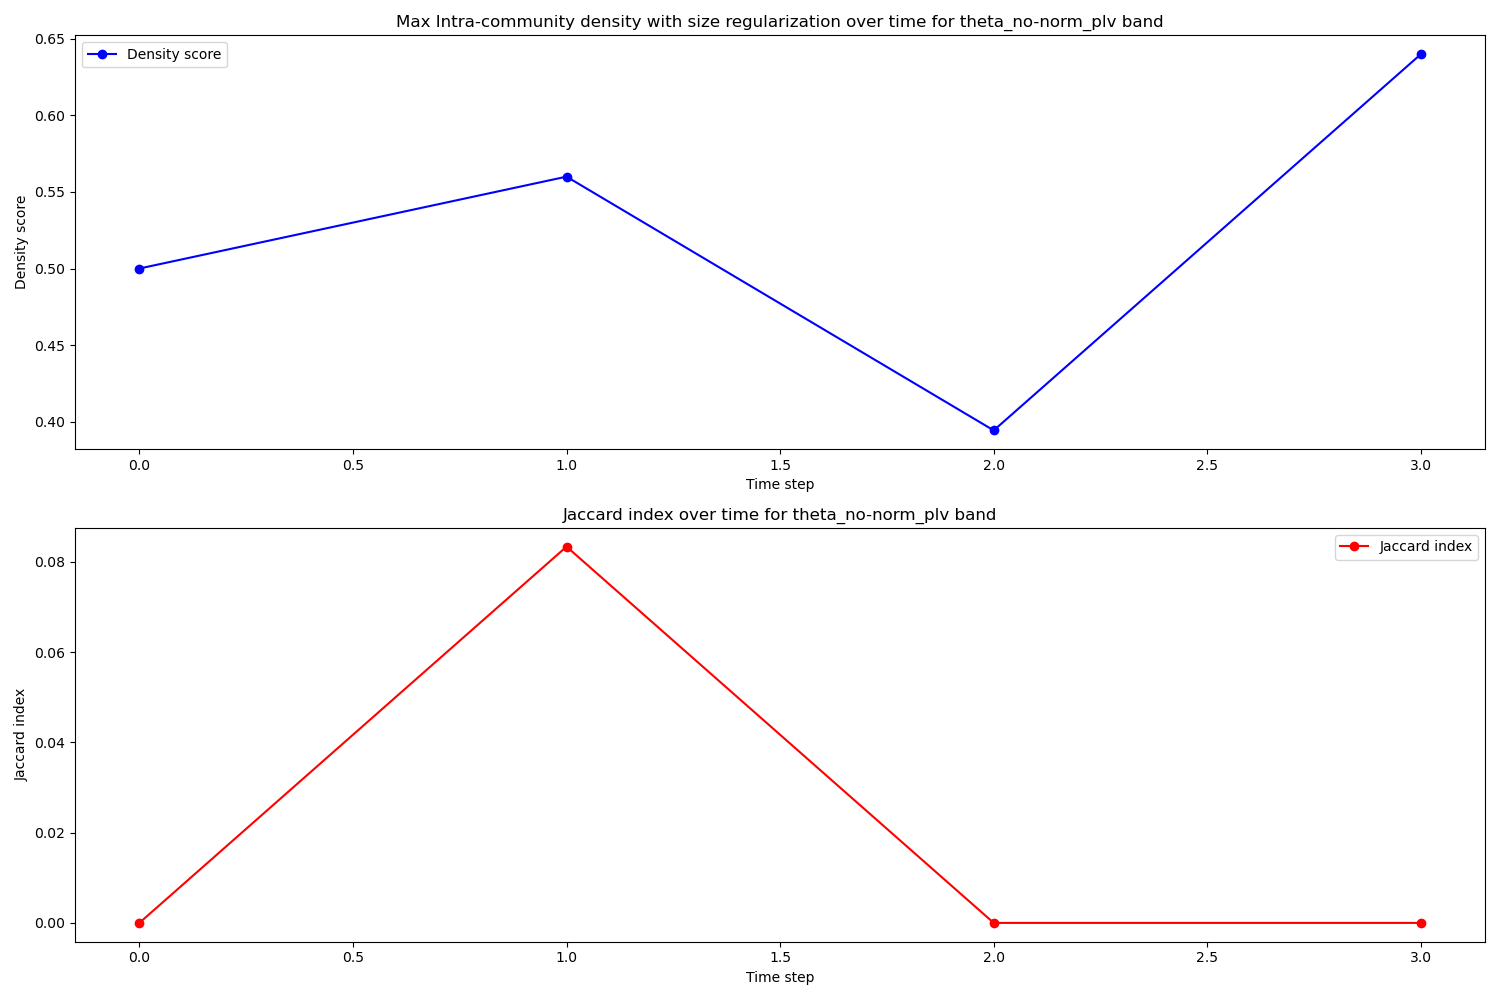 Max Intra-community density with size regularization over time for theta_no-norm_plv band
Density score
0.65
0.60
0.55
0.50
0.45
0.40
Density score
0.0 0.5 1.0 1.5 2.0 2.5 3.0
Time step
Jaccard index over time for theta_no-norm_plv band
Jaccard index
0.08
0.06
0.04
0.02
0.00
Jaccard index
0.0 0.5 1.0 1.5 2.0 2.5 3.0
Time step